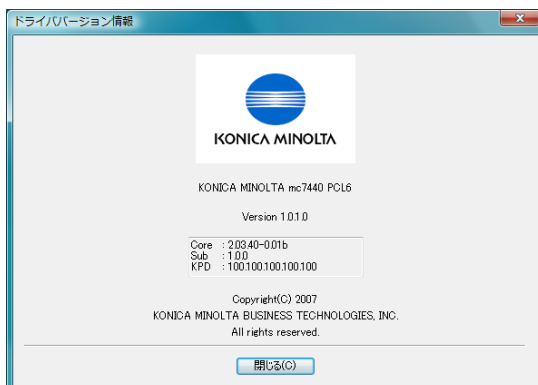 ドライババージョン情報
KONICA MINOLTA
KONICA MINOLTA mc7440 PCL6
Version 1.0.1.0
Core : 2.03.40-0.01b
Sub : 1.0.0
KPD : 100.100.100.100.100
Copyright(C) 2007
KONICA MINOLTA BUSINESS TECHNOLOGIES, INC.
All rights reserved.
閉じる(C)